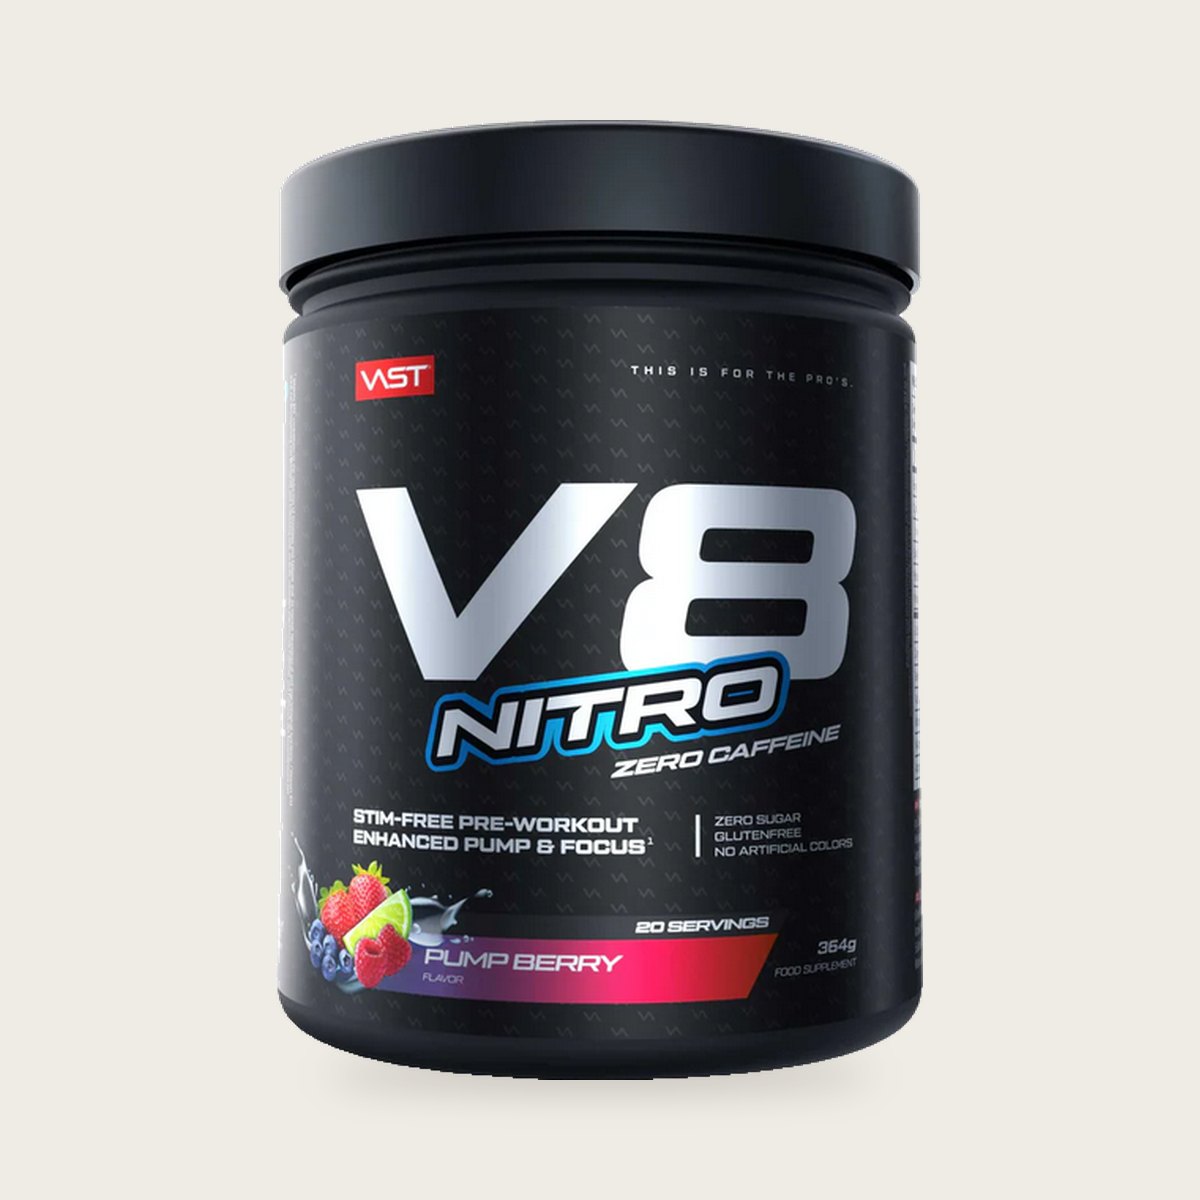 VAST
THIS IS FOR THE PRO'S.
V8
NITRO
ZERO CAFFEINE
STIM-FREE PRE-WORKOUT
ENHANCED PUMP & FOCUS¹
ZERO SUGAR
GLUTENFREE
NO ARTIFICIAL COLORS
20 SERVINGS
PUMP BERRY
FLAVOR
364g
FOOD SUPPLEMENT